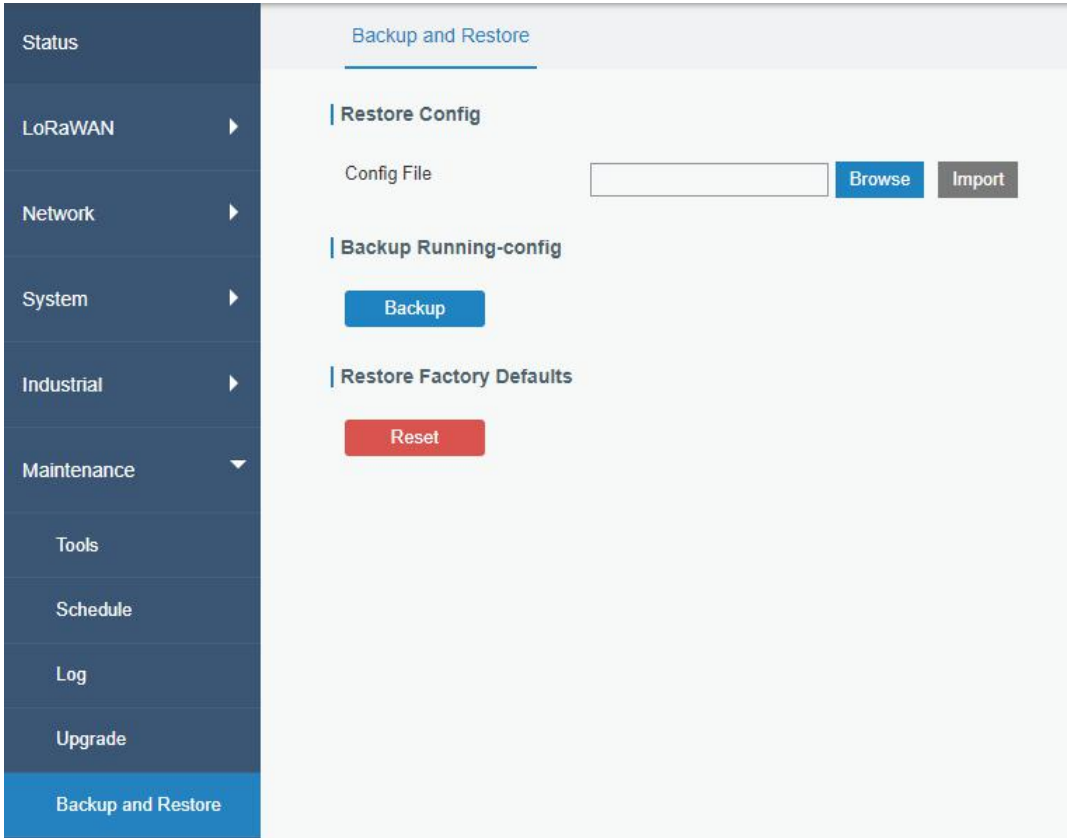 Status
LoRaWAN
Network
System
Industrial
Maintenance
Tools
Schedule
Log
Upgrade
Backup and Restore
Backup and Restore
Restore Config
Config File
Browse
Import
Backup Running-config
Backup
Restore Factory Defaults
Reset